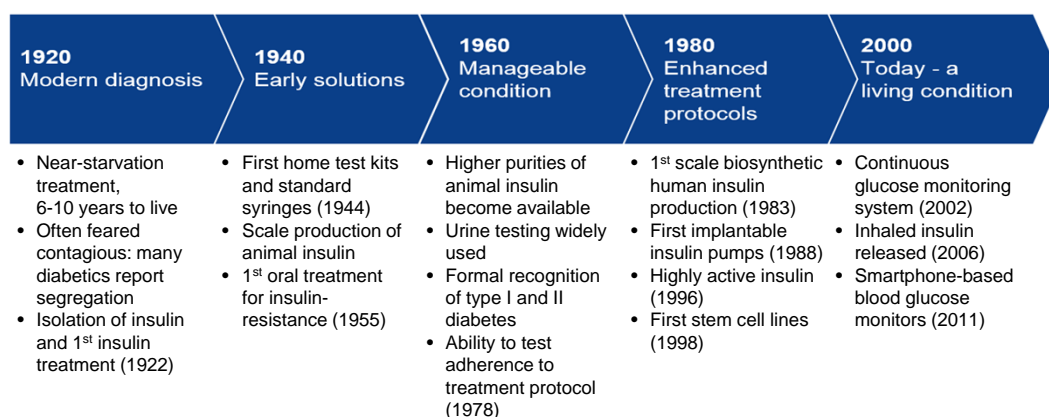 1920
Modern diagnosis
1940
Early solutions
1960
Manageable
condition
1980
Enhanced
treatment
protocols
2000
Today - a
living condition
• Near-starvation
treatment,
6-10 years to live
• Often feared
contagious: many
diabetics report
segregation
• Isolation of insulin
and 1st insulin
treatment (1922)
• First home test kits
and standard
syringes (1944)
• Scale production of
animal insulin
• 1st oral treatment
for insulin-
resistance (1955)
• Higher purities of
animal insulin
become available
• Urine testing widely
used
• Formal recognition
of type I and II
diabetes
• Ability to test
adherence to
treatment protocol
(1978)
• 1st scale biosynthetic
human insulin
production (1983)
• First implantable
insulin pumps (1988)
• Highly active insulin
(1996)
• First stem cell lines
(1998)
• Continuous
glucose monitoring
system (2002)
• Inhaled insulin
released (2006)
• Smartphone-based
blood glucose
monitors (2011)